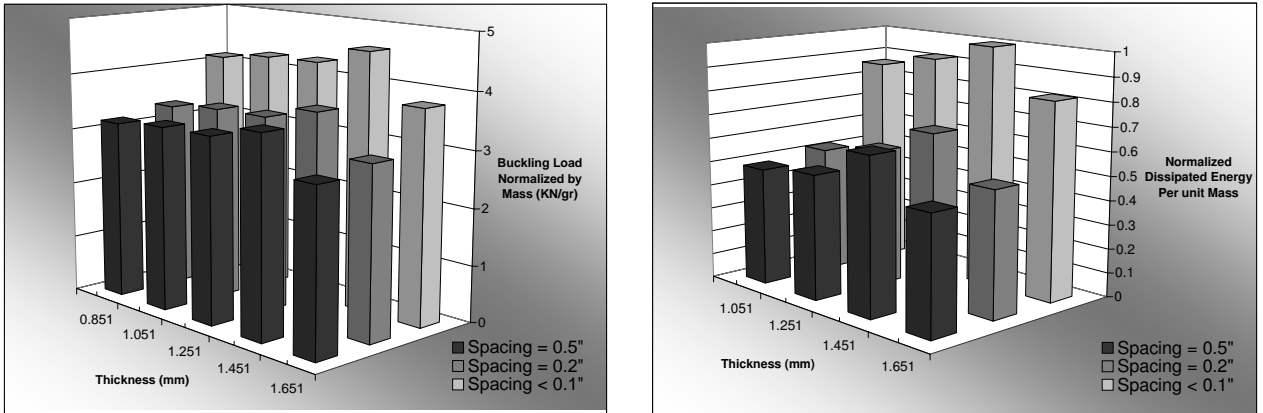 5
4
3
2
1
0
Buckling Load
Normalized by
Mass (KN/gr)
0.851
1.051
1.251
1.451
1.651
Thickness (mm)
Spacing = 0.5"
Spacing = 0.2"
Spacing < 0.1"
1
0.9
0.8
0.7
0.6
0.5
0.4
0.3
0.2
0.1
0
Normalized
Dissipated Energy
Per unit Mass
1.051
1.251
1.451
1.651
Thickness (mm)
Spacing = 0.5"
Spacing = 0.2"
Spacing < 0.1"